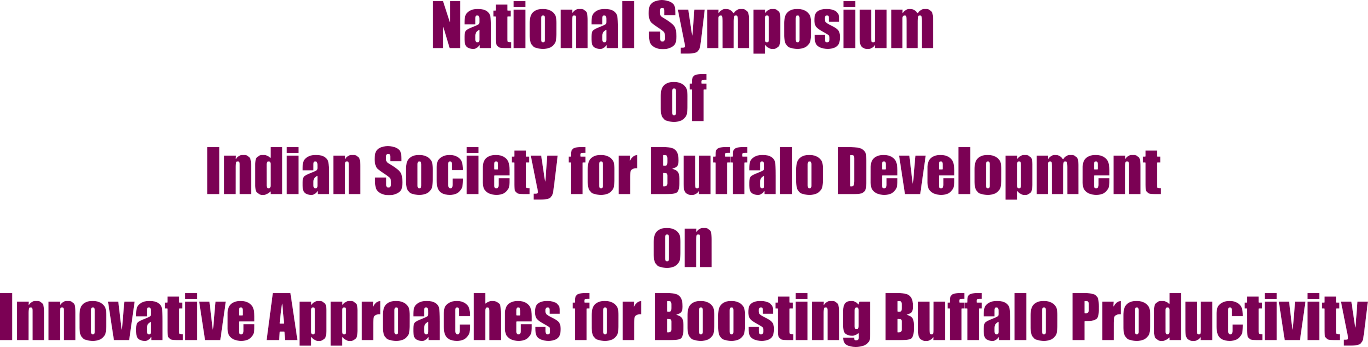 National Symposium
of
Indian Society for Buffalo Development
on
Innovative Approaches for Boosting Buffalo Productivity